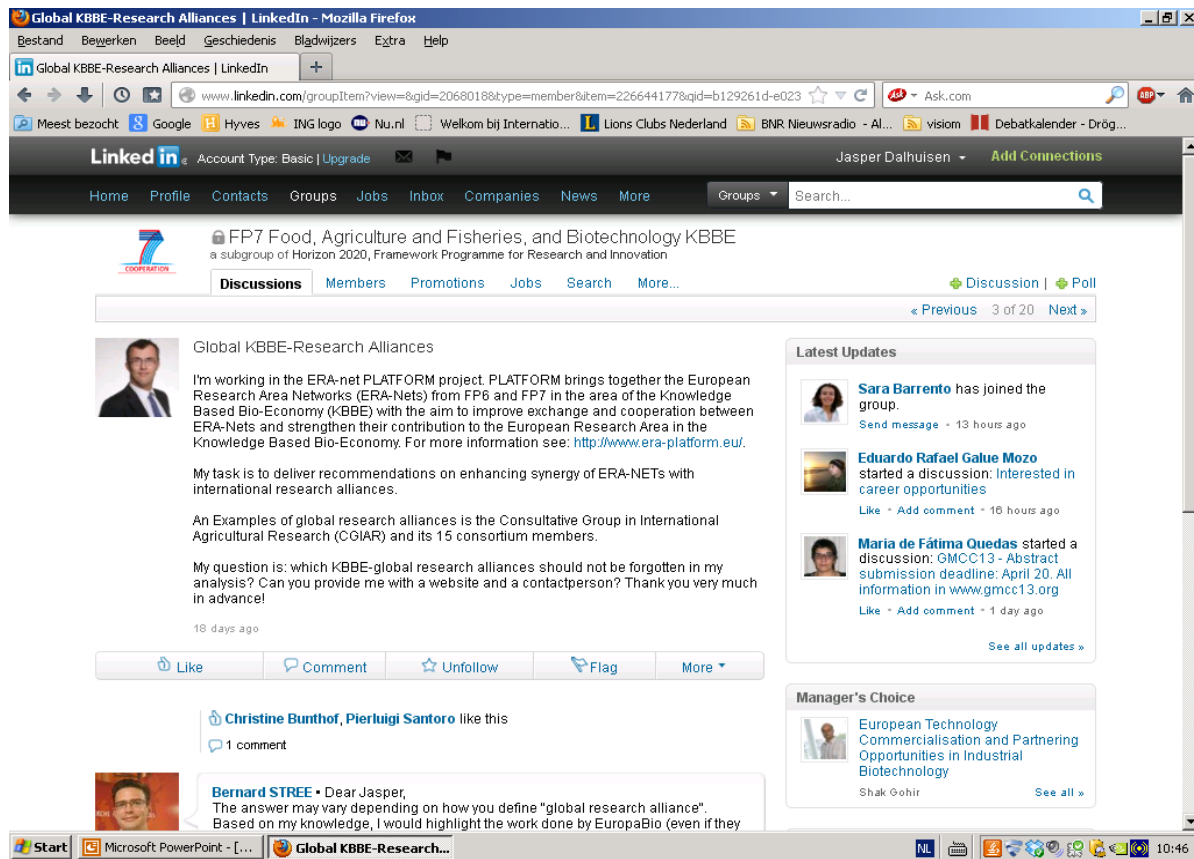 Global KBBE-Research Alliances | LinkedIn - Mozilla Firefox
Bestand Bewerken Beeld Geschiedenis Bladwijzers Extra Help
in Global KBBE-Research Alliances | LinkedIn +
www.linkedin.com/groupItem?view=&gid=2068018&type=member&item=226644177&qid=b129261d-e023 Ask.com ABP
Meest bezocht Google Hyves ING logo Nu.nl Welkom bij Internatio... Lions Clubs Nederland BNR Nieuwsradio - Al... visiom Debatkalender - Drög...
Linked in Account Type: Basic | Upgrade Jasper Dalhuisen Add Connections
Home Profile Contacts Groups Jobs Inbox Companies News More Groups Search...
7 COOPERATION
FP7 Food, Agriculture and Fisheries, and Biotechnology KBBE
a subgroup of Horizon 2020, Framework Programme for Research and Innovation
Discussions Members Promotions Jobs Search More... Discussion | Poll
« Previous 3 of 20 Next »
Global KBBE-Research Alliances
I'm working in the ERA-net PLATFORM project. PLATFORM brings together the European
Research Area Networks (ERA-Nets) from FP6 and FP7 in the area of the Knowledge
Based Bio-Economy (KBBE) with the aim to improve exchange and cooperation between
ERA-Nets and strengthen their contribution to the European Research Area in the
Knowledge Based Bio-Economy. For more information see: http://www.era-platform.eu/.
My task is to deliver recommendations on enhancing synergy of ERA-NETs with
international research alliances.
An Examples of global research alliances is the Consultative Group in International
Agricultural Research (CGIAR) and its 15 consortium members.
My question is: which KBBE-global research alliances should not be forgotten in my
analysis? Can you provide me with a website and a contactperson? Thank you very much
in advance!
18 days ago
Like Comment Unfollow Flag More
Christine Bunthof, Pierluigi Santoro like this
1 comment
Bernard STREE • Dear Jasper,
The answer may vary depending on how you define "global research alliance".
Based on my knowledge, I would highlight the work done by EuropaBio (even if they
Latest Updates
Sara Barrento has joined the
group.
Send message • 13 hours ago
Eduardo Rafael Galue Mozo
started a discussion: Interested in
career opportunities
Like • Add comment • 16 hours ago
Maria de Fátima Quedas started a
discussion: GMCC13 - Abstract
submission deadline: April 20. All
information in www.gmcc13.org
Like • Add comment • 1 day ago
See all updates »
Manager's Choice
European Technology
Commercialisation and Partnering
Opportunities in Industrial
Biotechnology
Shak Gohir See all »
Start Microsoft PowerPoint - [... Global KBBE-Research... NL 10:46